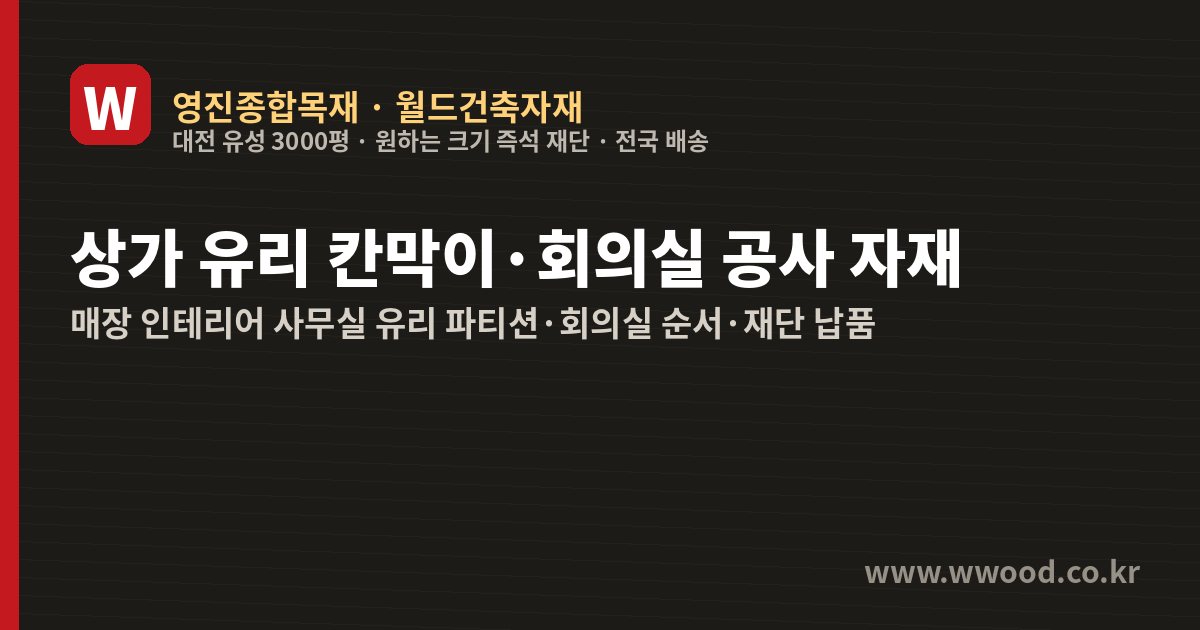 W
영진종합목재 · 월드건축자재
대전 유성 3000평 · 원하는 크기 즉석 재단 · 전국 배송
상가 유리 칸막이·회의실 공사 자재
매장 인테리어 사무실 유리 파티션·회의실 순서·재단 납품
www.wwood.co.kr